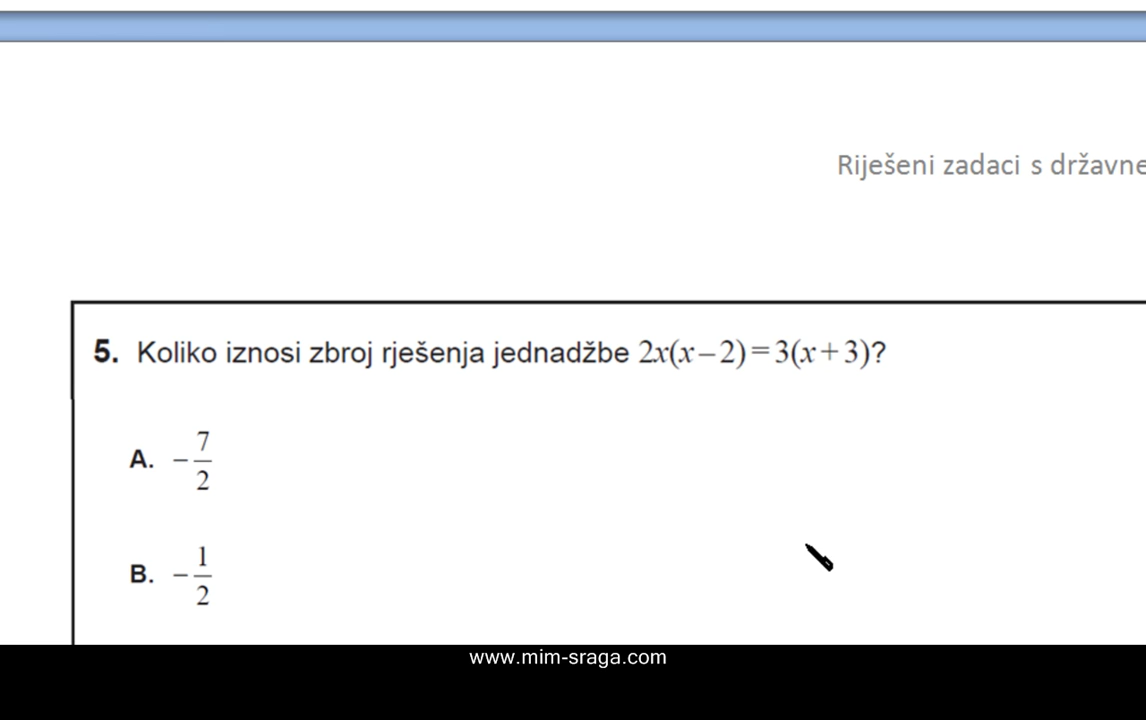 Riješeni zadaci s državne
5. Koliko iznosi zbroj rješenja jednadžbe 2x(x−2)=3(x+3)?
A. −7/2
B. −1/2
www.mim-sraga.com